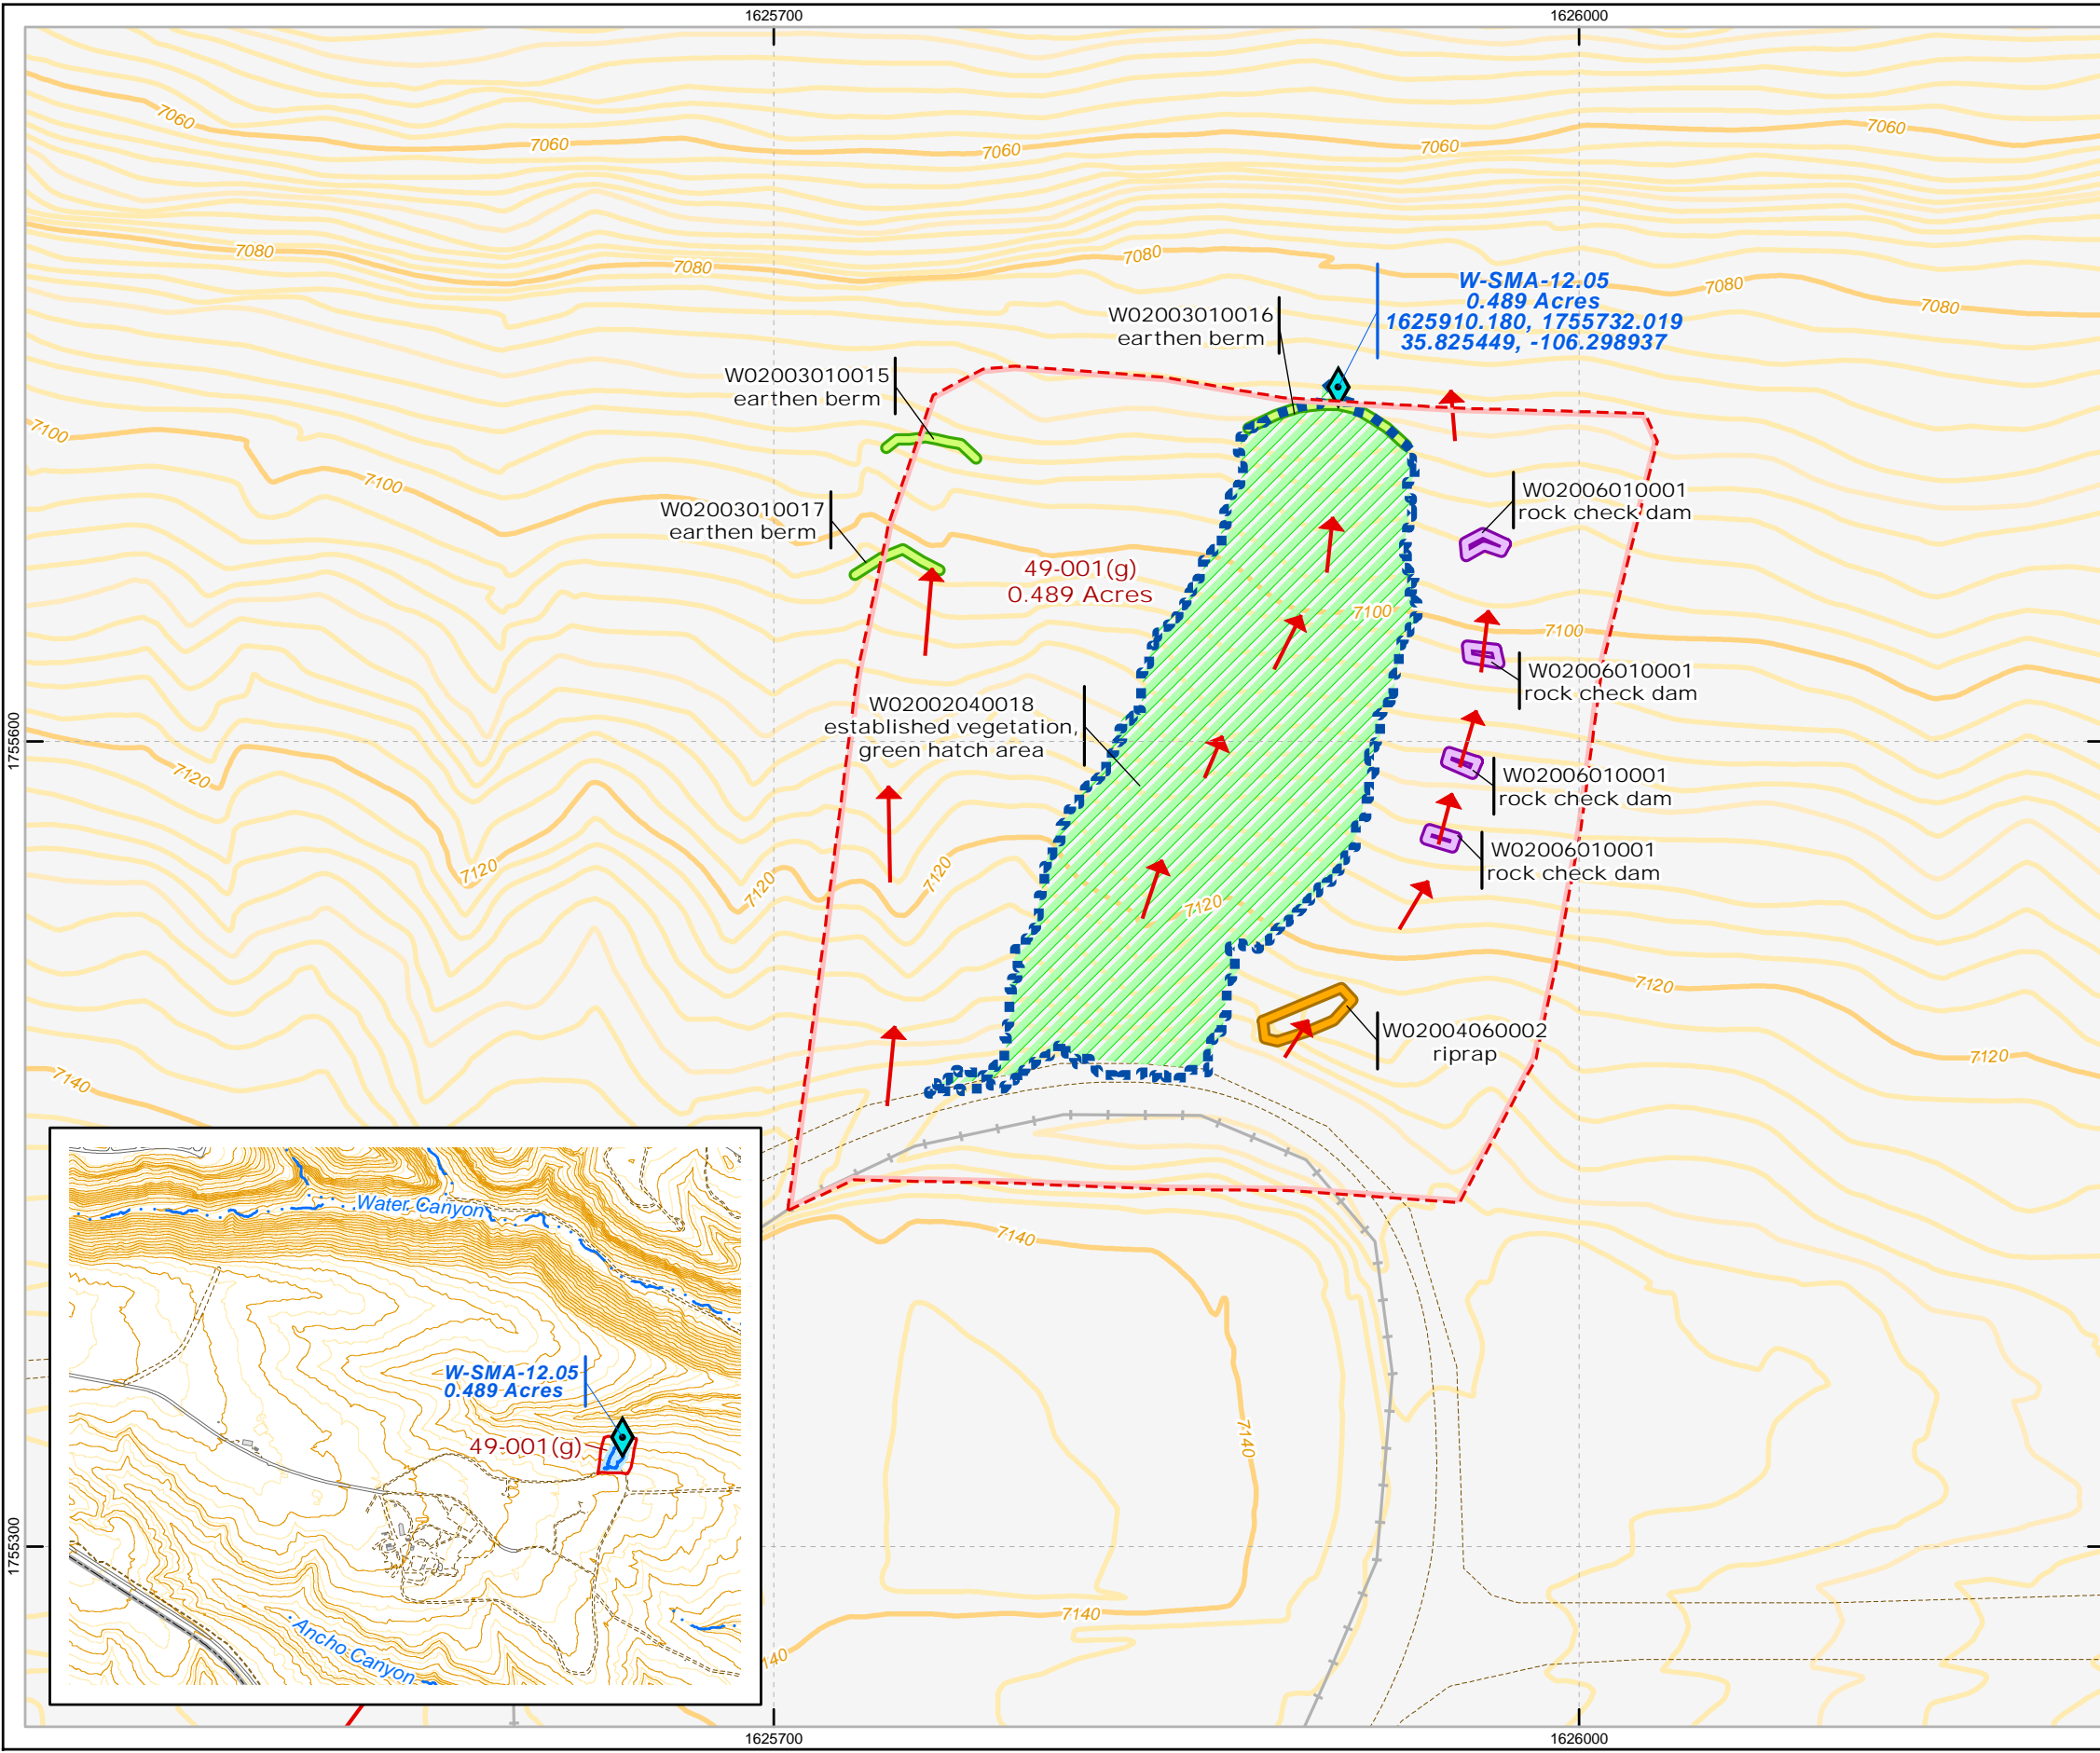 1625700
1626000
7060
7060
7060
7060
7060
7080
7080
7080
7080
7080
W-SMA-12.05
0.489 Acres
1625910.180, 1755732.019
35.825449, -106.298937
W02003010016
earthen berm
W02003010015
earthen berm
7100
7100
W02003010017
earthen berm
W02006010001
rock check dam
49-001(g)
0.489 Acres
7100
7100
W02006010001
rock check dam
W02002040018
established vegetation,
green hatch area
1755600
7120
W02006010001
rock check dam
W02006010001
rock check dam
7120
7120
7120
7120
7120
W02004060002
riprap
7120
7140
7140
Water Canyon
W-SMA-12.05
0.489 Acres
49-001(g)
7140
1755300
Ancho Canyon
7140
140
1625700
1626000